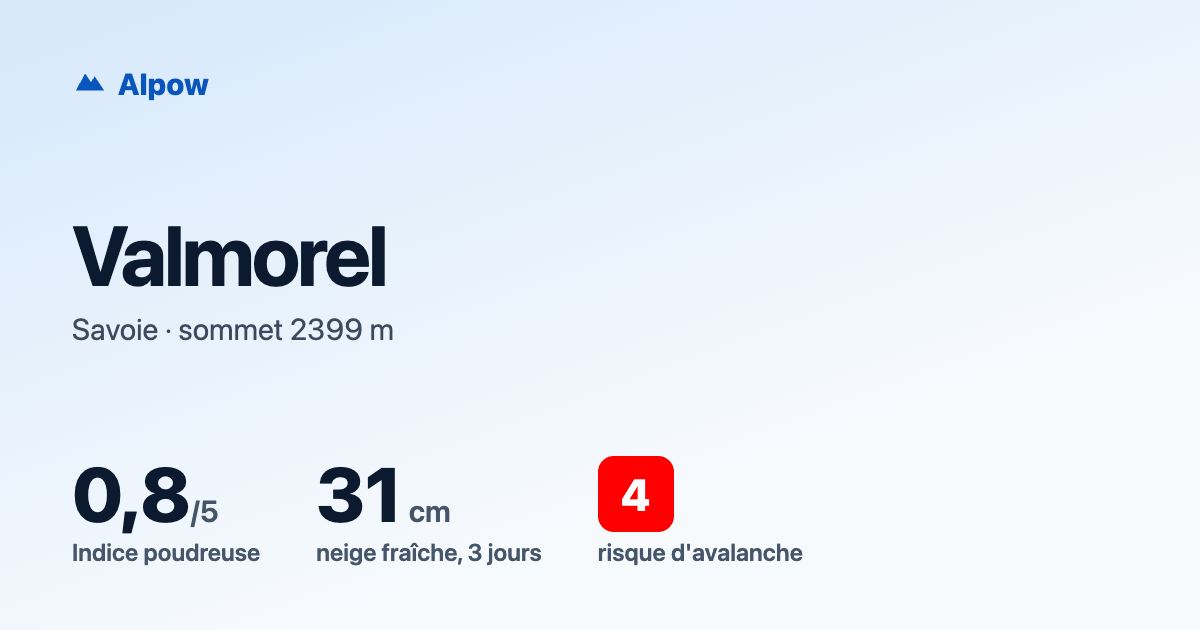 Alpow
Valmorel
Savoie · sommet 2399 m
0,8/5
Indice poudreuse
31 cm
neige fraîche, 3 jours
4
risque d'avalanche